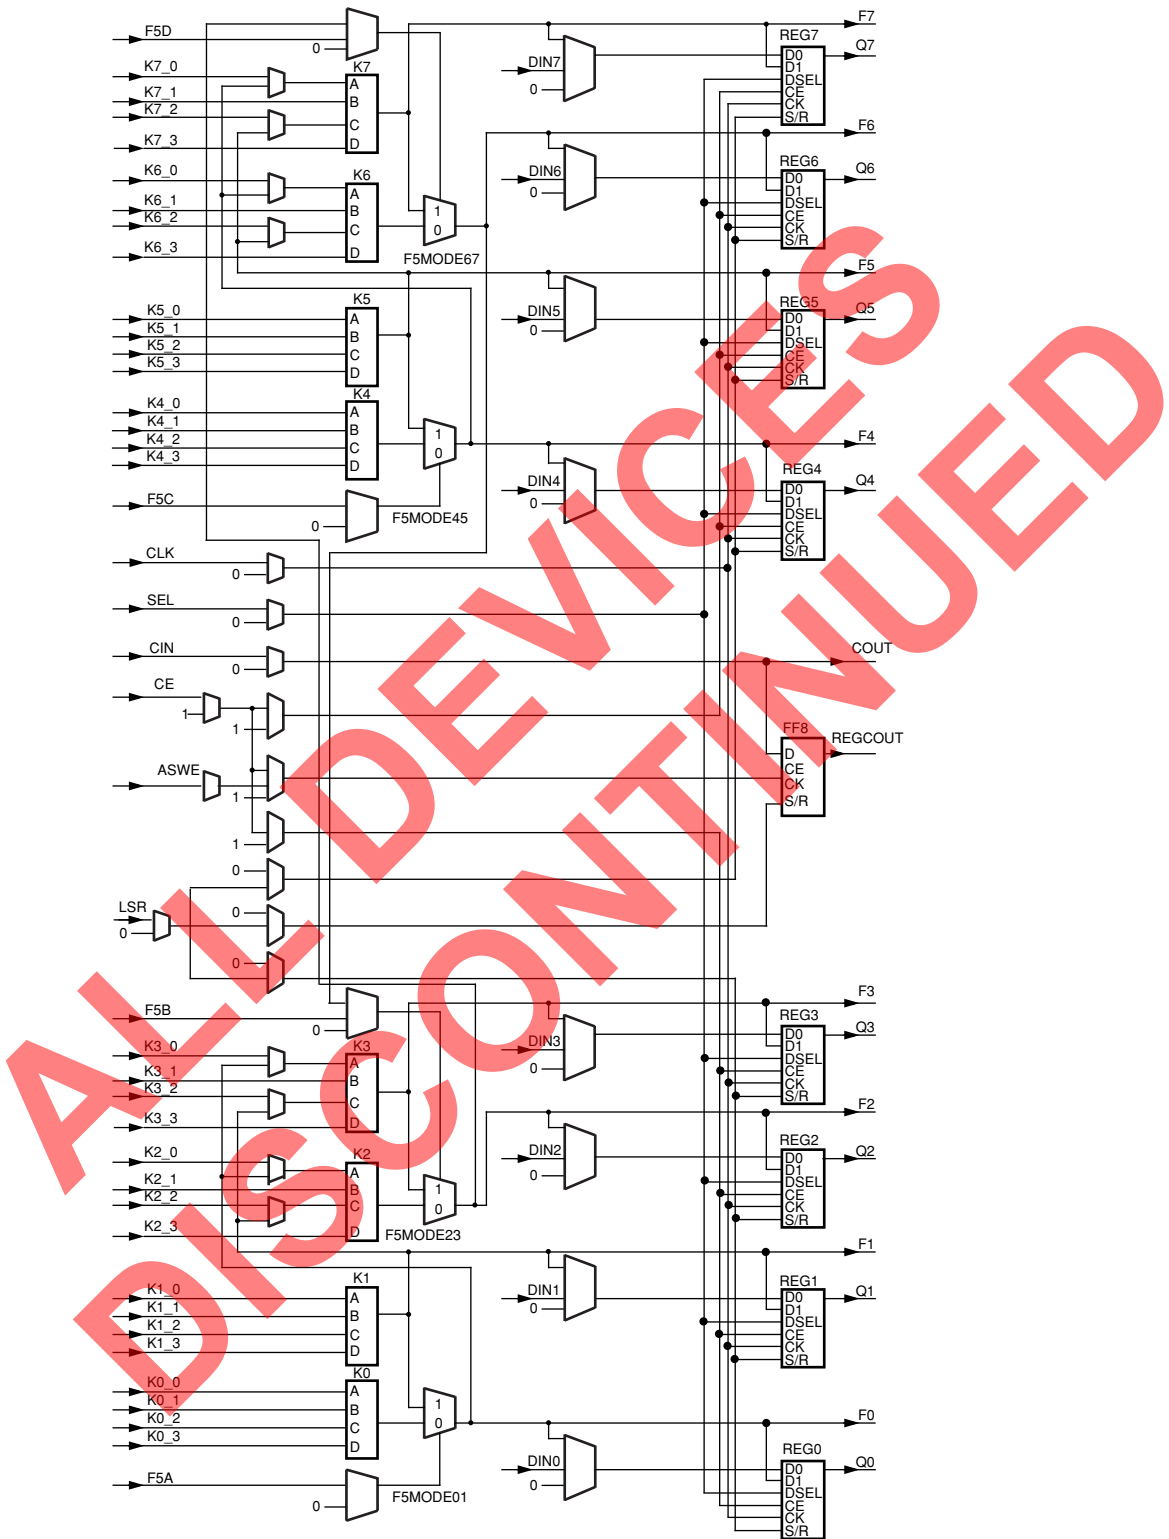 F7
F5D
REG7
Q7
0
K7_0
K7
DIN7
D0
D1
A
DSEL
K7_1
B
0
CE
K7_2
CK
C
S/R
K7_3
D
F6
K6_0
K6
REG6
DIN6
D0
Q6
A
0
D1
K6_1
B
1
DSEL
K6_2
C
0
CE
CK
K6_3
D
S/R
F5MODE67
F5
K5
REG5
K5_0
A
DIN5
D0
Q5
K5_1
B
0
D1
K5_2
C
DSEL
K5_3
D
CE
CK
S/R
K4
K4_0
A
K4_1
B
1
F4
K4_2
C
0
K4_3
D
REG4
DIN4
D0
Q4
F5C
0
D1
F5MODE45
DSEL
0
CE
CK
S/R
CLK
0
SEL
0
CIN
COUT
0
CE
1
1
FF8
REGCOUT
D
ASWE
CE
CK
1
S/R
1
0
LSR
0
0
0
F3
F5B
REG3
0
D0
Q3
K3_0
K3
DIN3
D1
A
DSEL
K3_1
B
0
CE
K3_2
C
CK
S/R
K3_3
D
F2
K2_0
K2
REG2
A
DIN2
D0
Q2
K2_1
B
1
0
D1
K2_2
C
0
DSEL
CE
K2_3
D
CK
F5MODE23
S/R
F1
K1
REG1
K1_0
A
DIN1
D0
Q1
K1_1
B
0
D1
K1_2
C
DSEL
K1_3
D
CE
CK
S/R
K0
K0_0
A
K0_1
B
1
K0_2
C
0
F0
K0_3
D
REG0
DIN0
D0
Q0
F5A
0
D1
F5MODE01
DSEL
0
CE
CK
S/R
ALL DEVICES
DISCONTINUED